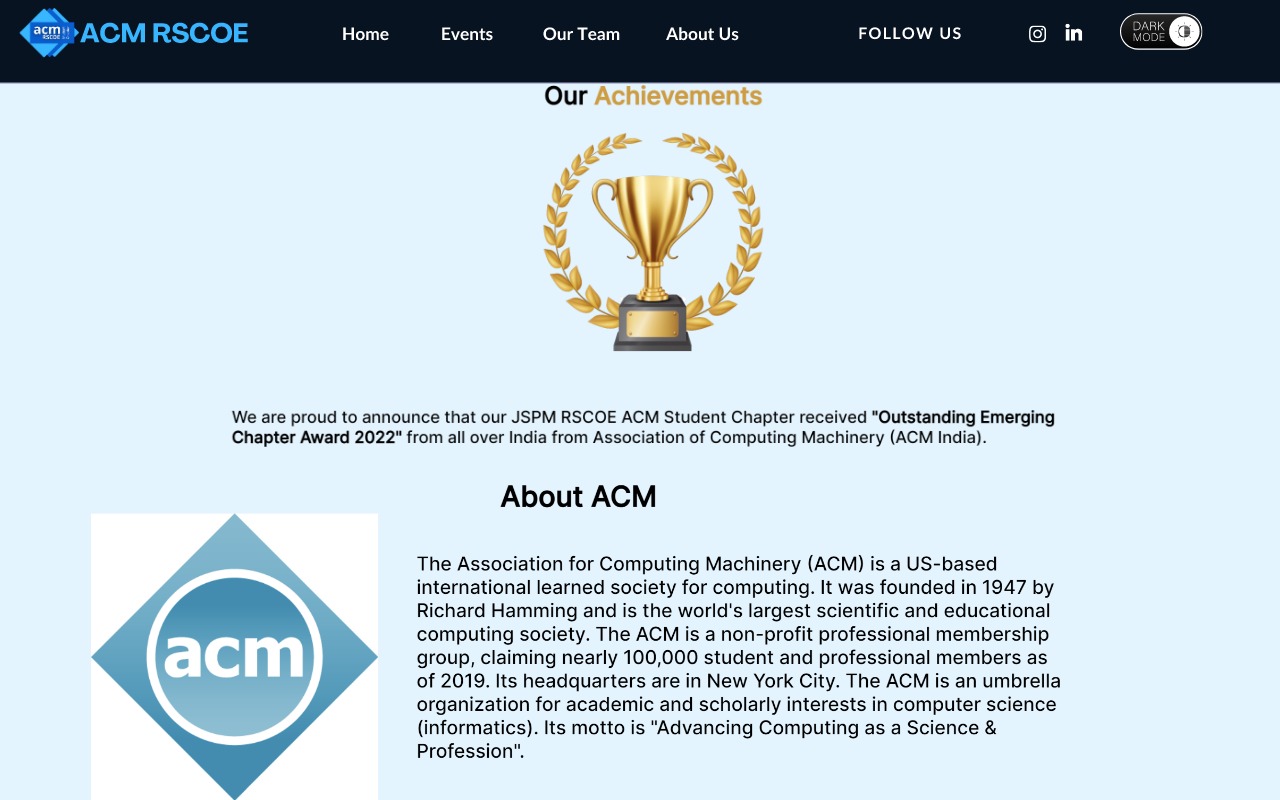 acm
RSCOE
ACM RSCOE
Home
Events
Our Team
About Us
FOLLOW US
DARK
MODE
Our Achievements
We are proud to announce that our JSPM RSCOE ACM Student Chapter received "Outstanding Emerging
Chapter Award 2022" from all over India from Association of Computing Machinery (ACM India).
About ACM
acm
The Association for Computing Machinery (ACM) is a US-based
international learned society for computing. It was founded in 1947 by
Richard Hamming and is the world's largest scientific and educational
computing society. The ACM is a non-profit professional membership
group, claiming nearly 100,000 student and professional members as
of 2019. Its headquarters are in New York City. The ACM is an umbrella
organization for academic and scholarly interests in computer science
(informatics). Its motto is "Advancing Computing as a Science &
Profession".